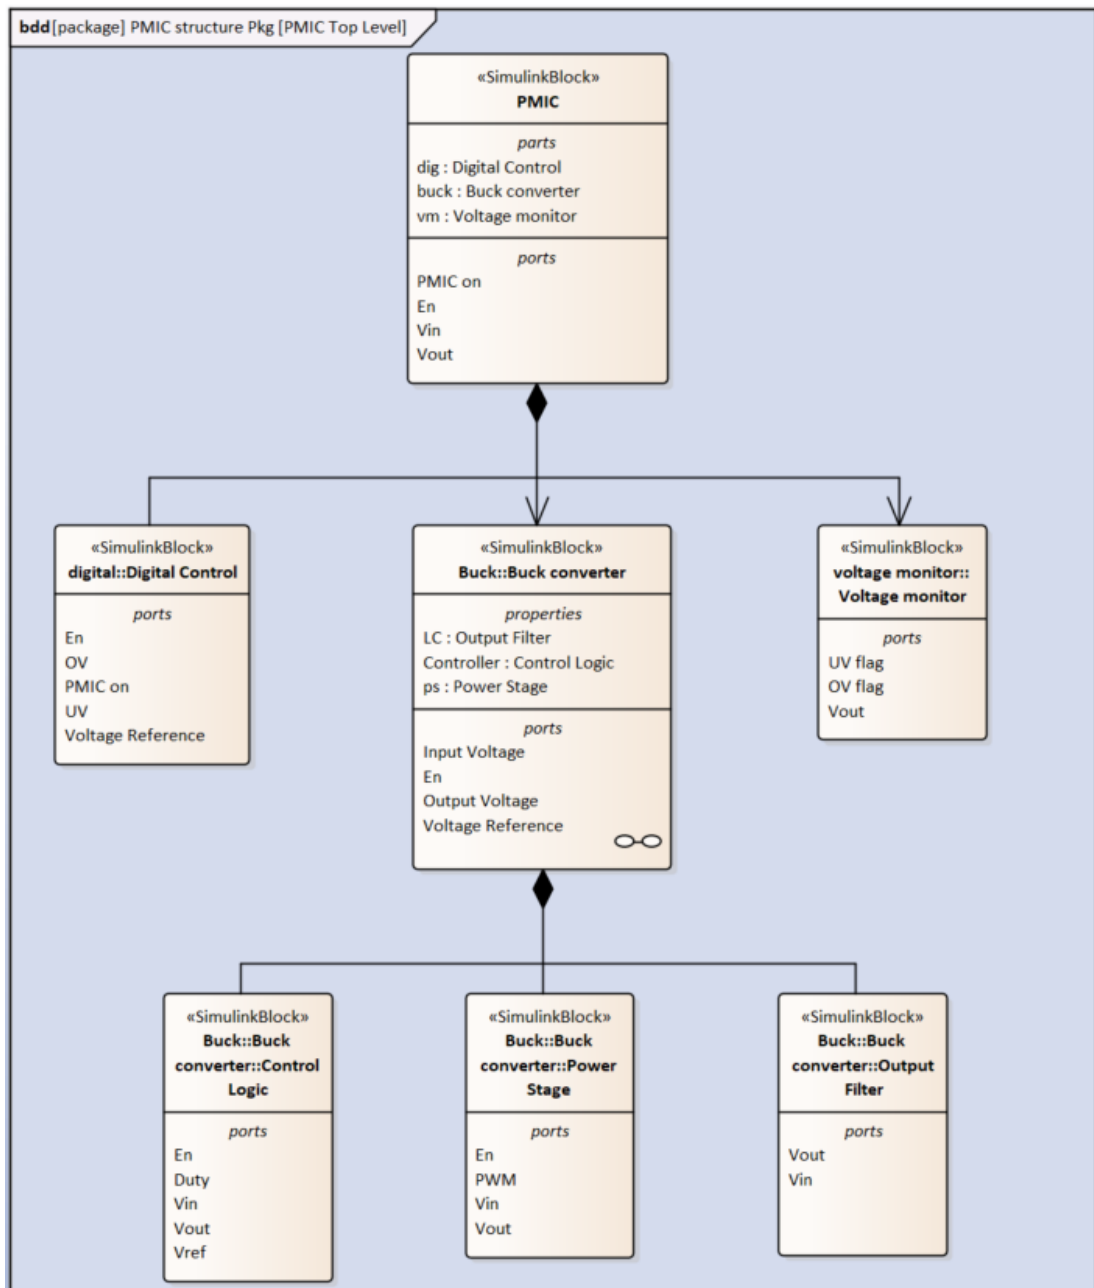 bdd [package] PMIC structure Pkg [PMIC Top Level]
«SimulinkBlock»
PMIC
parts
dig : Digital Control
buck : Buck converter
vm : Voltage monitor
ports
PMIC on
En
Vin
Vout
«SimulinkBlock»
digital::Digital Control
ports
En
OV
PMIC on
UV
Voltage Reference
«SimulinkBlock»
Buck::Buck converter
properties
LC : Output Filter
Controller : Control Logic
ps : Power Stage
ports
Input Voltage
En
Output Voltage
Voltage Reference
«SimulinkBlock»
voltage monitor::
Voltage monitor
ports
UV flag
OV flag
Vout
«SimulinkBlock»
Buck::Buck
converter::Control
Logic
ports
En
Duty
Vin
Vout
Vref
«SimulinkBlock»
Buck::Buck
converter::Power
Stage
ports
En
PWM
Vin
Vout
«SimulinkBlock»
Buck::Buck
converter::Output
Filter
ports
Vout
Vin